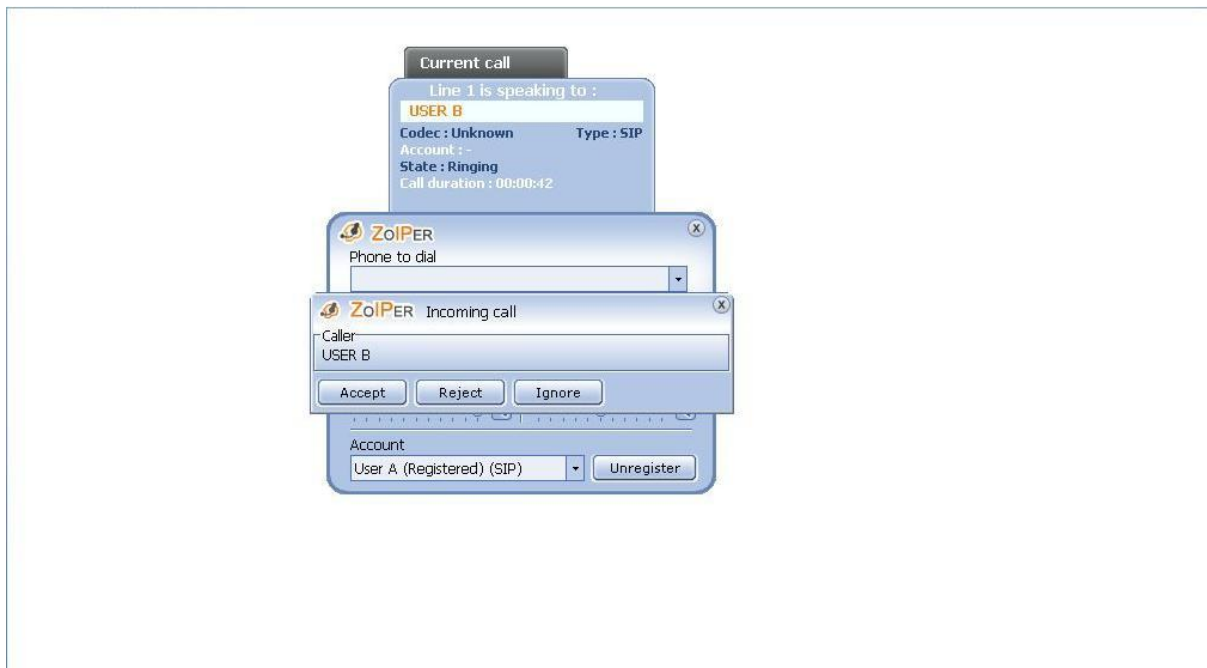 Current call
Line 1 is speaking to :
USER B
Codec : Unknown Type : SIP
Account : -
State : Ringing
Call duration : 00:00:42
ZOIPER
Phone to dial
ZOIPER Incoming call
Caller
USER B
Accept Reject Ignore
Account
User A (Registered) (SIP) Unregister